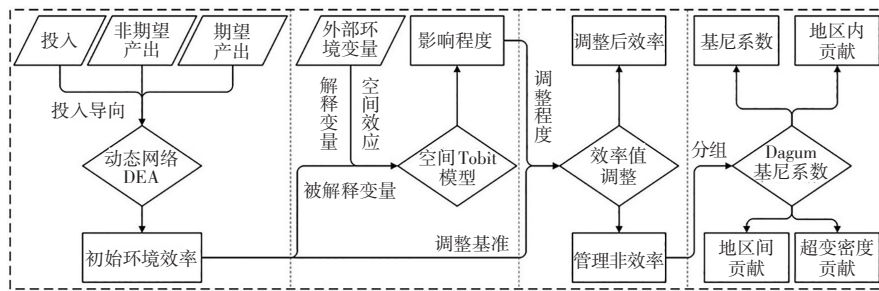 投入
非期望
产出
期望
产出
投入导向
动态网络
DEA
初始环境效率
外部环
境变量
解释变量
空间效应
被解释变量
影响程度
空间Tobit
模型
调整程度
调整基准
调整后效率
效率值
调整
管理非效率
分组
基尼系数
地区内
贡献
Dagum
基尼系数
地区间
贡献
超变密度
贡献